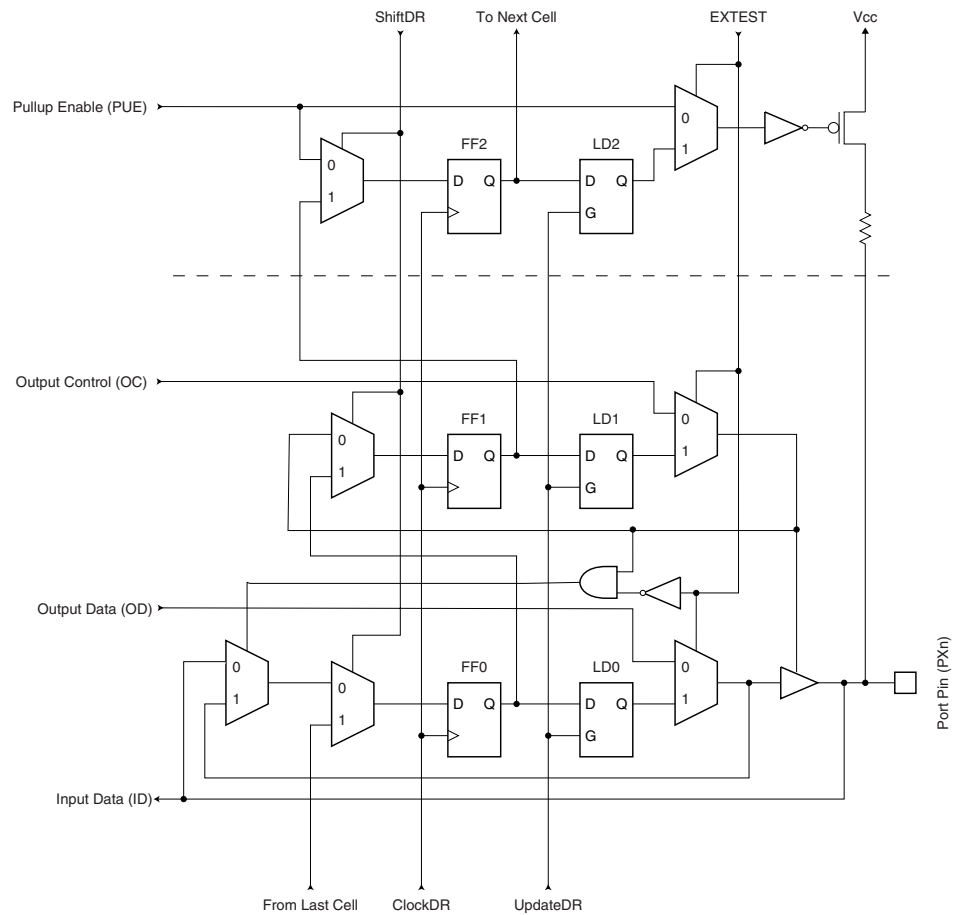 ShiftDR
To Next Cell
EXTEST
Vcc
Pullup Enable (PUE)
0
1
FF2
D Q
LD2
D Q
G
0
1
Output Control (OC)
0
1
FF1
D Q
LD1
D Q
G
0
1
Output Data (OD)
0
1
0
1
FF0
D Q
LD0
D Q
G
0
1
Port Pin (PXn)
Input Data (ID)
From Last Cell
ClockDR
UpdateDR